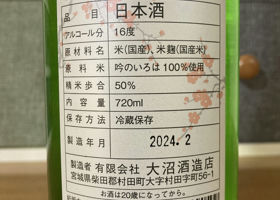 品目 日本酒
アルコール分 16度
原材料名 米(国産)、米麹(国産米)
原料米 吟のいろは100%使用
精米歩合 50%
内容量 720ml
保存方法 冷蔵保存
製造年月 2024. 2
製造者 有限会社 大沼酒造店
宮城県柴田郡村田町大字村田字町56-1
お酒は20歳になってから。